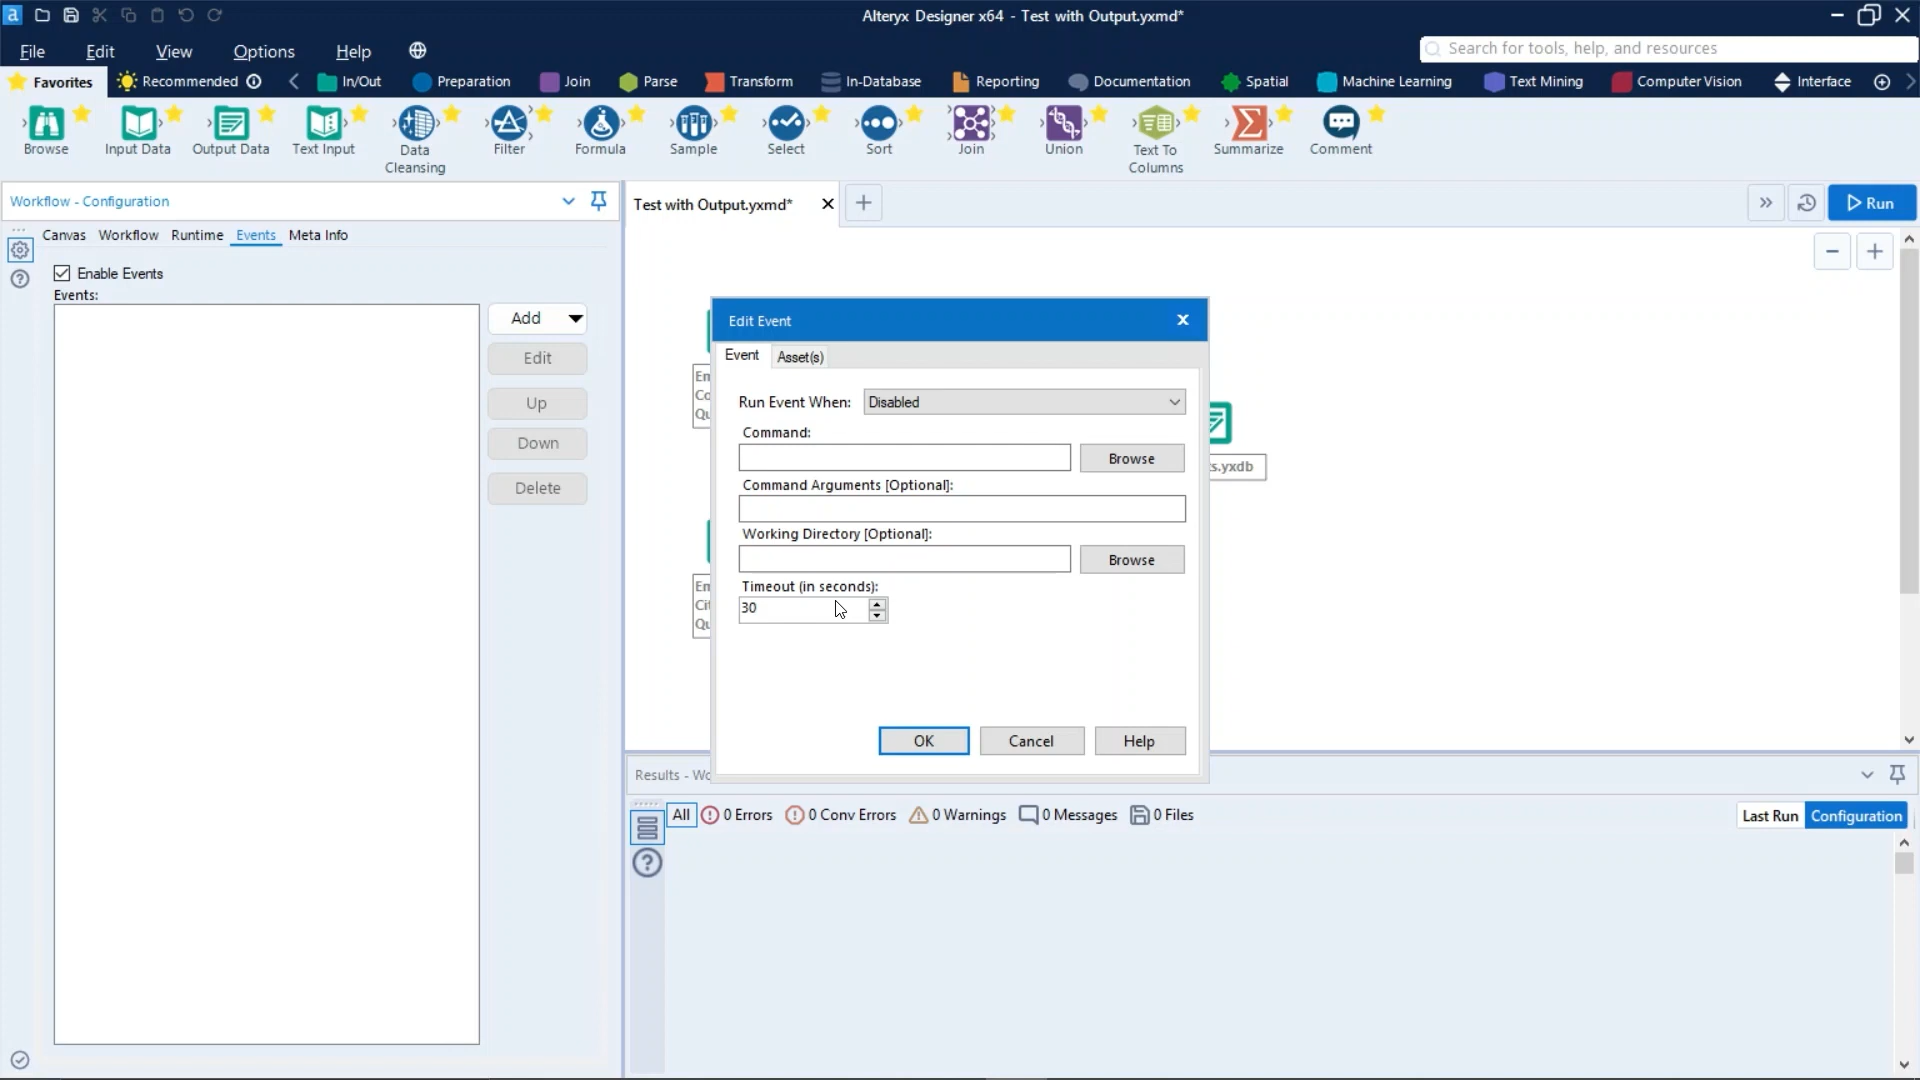 a
Alteryx Designer x64 - Test with Output.yxmd*
File Edit View Options Help
Search for tools, help, and resources
Favorites Recommended In/Out Preparation Join Parse Transform In-Database Reporting Documentation Spatial Machine Learning Text Mining Computer Vision Interface
Browse Input Data Output Data Text Input Data Cleansing Filter Formula Sample Select Sort Join Union Text To Columns Summarize Comment
Workflow - Configuration
Test with Output.yxmd*
Run
Canvas Workflow Runtime Events Meta Info
Enable Events
Events:
Add
Edit
Up
Down
Delete
Edit Event
Event Asset(s)
Run Event When: Disabled
Command:
Browse
Command Arguments [Optional]:
Working Directory [Optional]:
Browse
Timeout (in seconds):
30
OK Cancel Help
En
Co
Qu
s.yxdb
En
Cit
Qu
Results - Wo
All 0 Errors 0 Conv Errors 0 Warnings 0 Messages 0 Files
Last Run Configuration